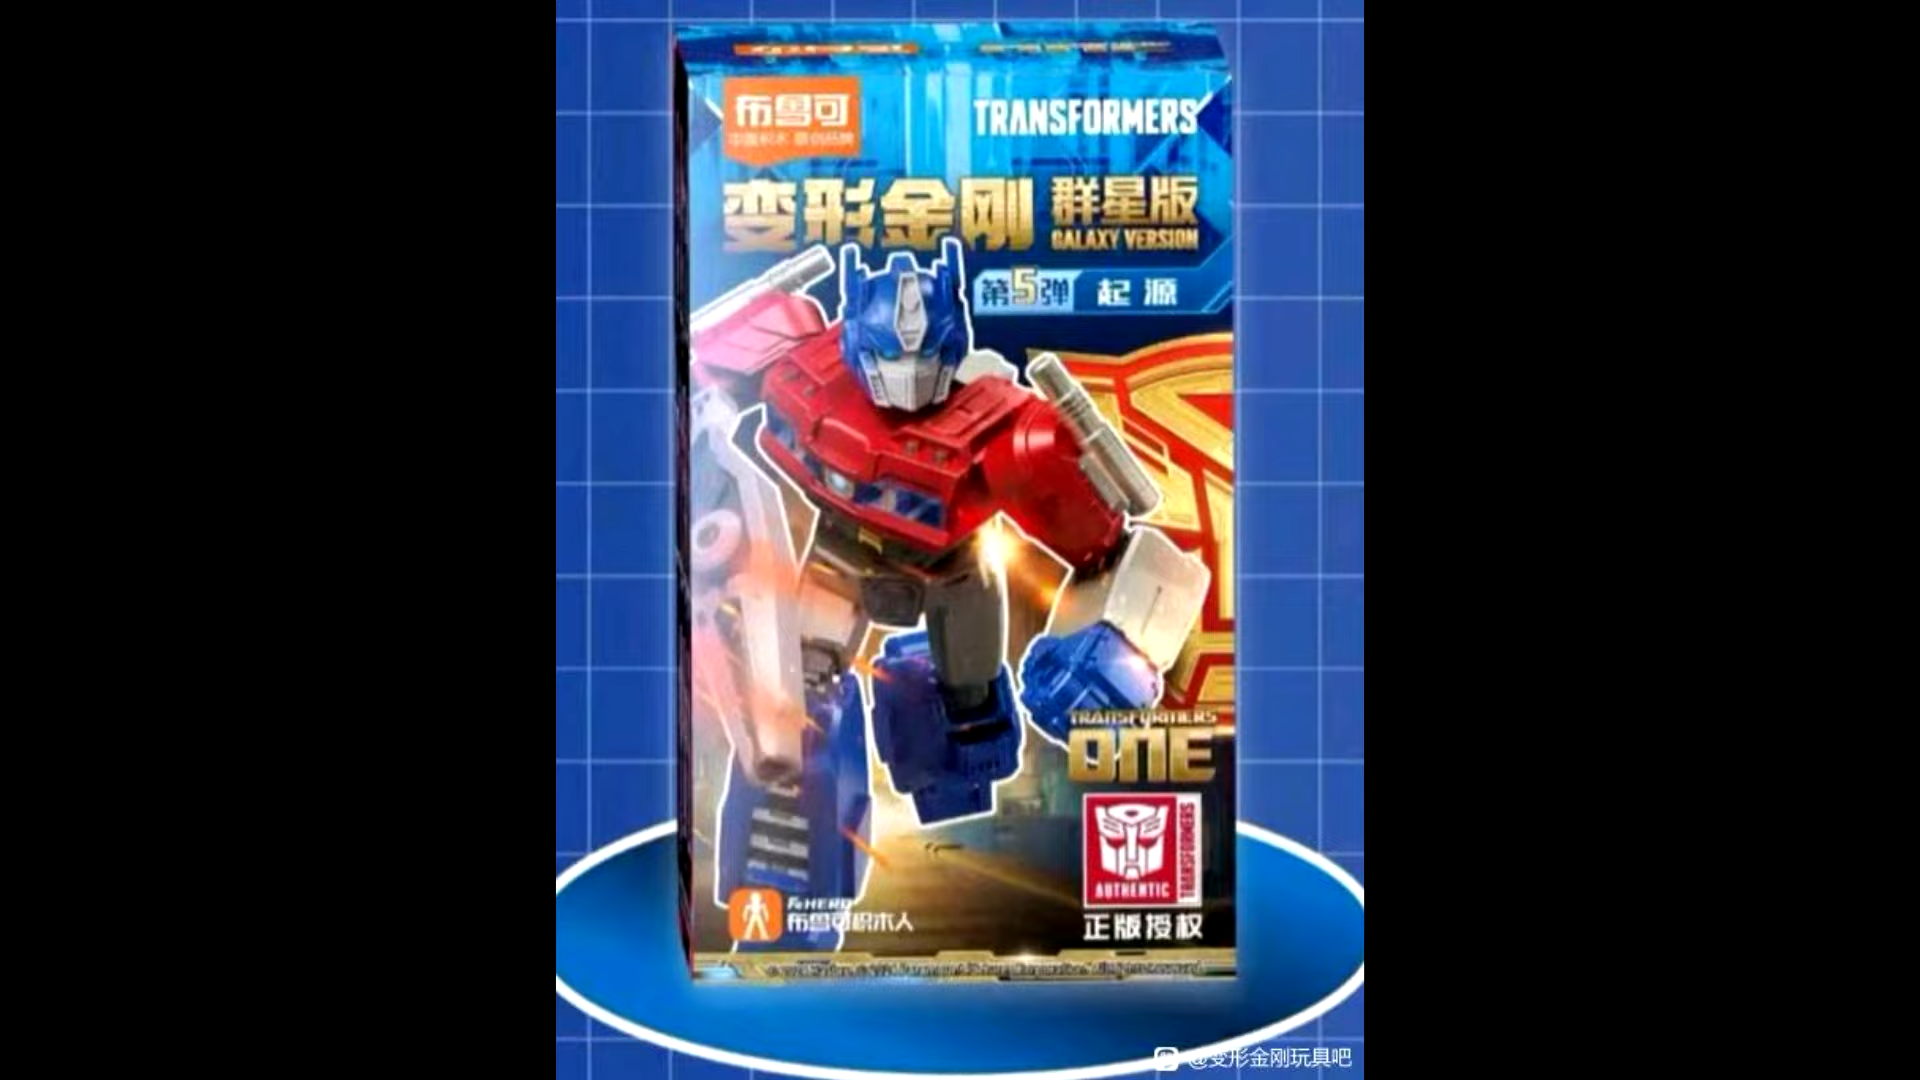 布鲁可
TRANSFORMERS
变形金刚 群星版
GALAXY VERSION
第5弹 起源
TRANSFORMERS
ONE
AUTHENTIC
TRANSFORMERS
正版授权
布鲁可积木人
@变形金刚玩具吧